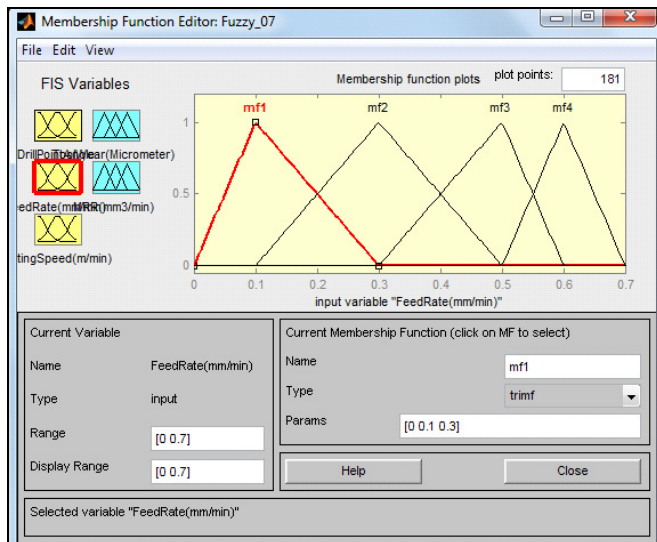 Membership Function Editor: Fuzzy_07
File Edit View
FIS Variables
Membership function plots
plot points:
181
mf1
mf2
mf3
mf4
1
0.5
0
0
0.1
0.2
0.3
0.4
0.5
0.6
0.7
input variable "FeedRate(mm/min)"
(Micrometer)
tingSpeed(m/min)
Current Variable
Name
FeedRate(mm/min)
Type
input
Range
[0 0.7]
Display Range
[0 0.7]
Current Membership Function (click on MF to select)
Name
mf1
Type
trimf
Params
[0 0.1 0.3]
Help
Close
Selected variable "FeedRate(mm/min)"